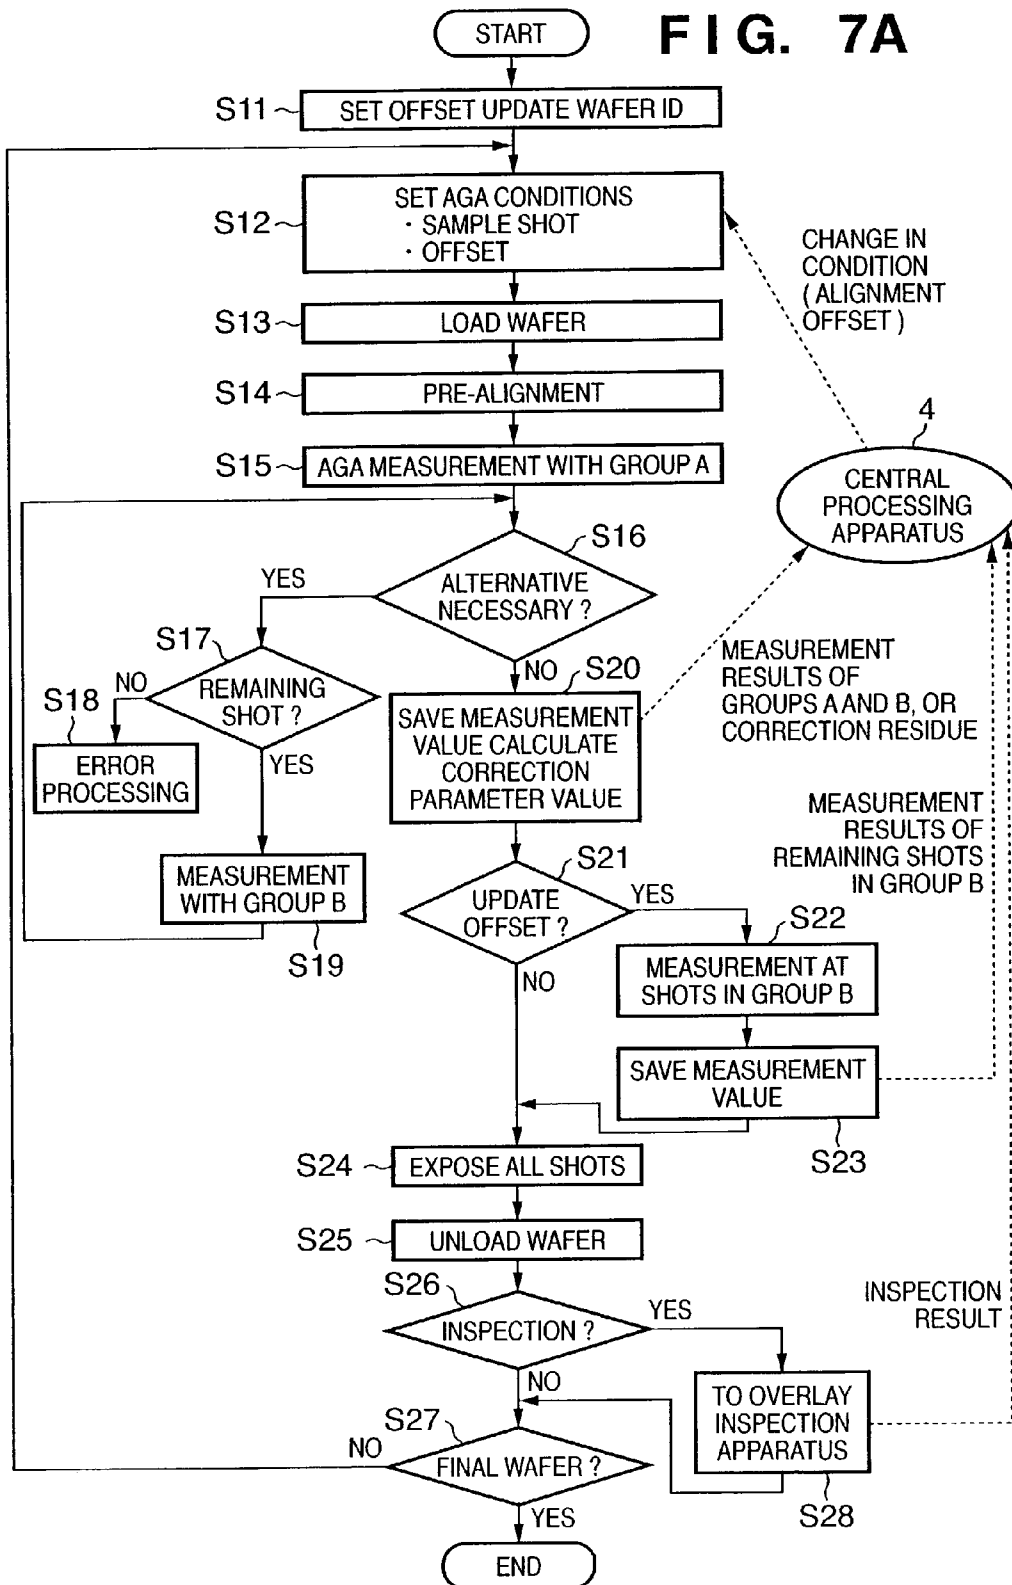 START
FIG. 7A
S11
SET OFFSET UPDATE WAFER ID
S12
SET AGA CONDITIONS
· SAMPLE SHOT
· OFFSET
CHANGE IN
CONDITION
( ALIGNMENT
OFFSET )
S13
LOAD WAFER
S14
PRE-ALIGNMENT
S15
AGA MEASUREMENT WITH GROUP A
4
CENTRAL
PROCESSING
APPARATUS
S16
ALTERNATIVE
NECESSARY ?
YES
NO
S17
REMAINING
SHOT ?
NO
YES
S18
ERROR
PROCESSING
S19
MEASUREMENT
WITH GROUP B
S20
SAVE MEASUREMENT
VALUE CALCULATE
CORRECTION
PARAMETER VALUE
MEASUREMENT
RESULTS OF
GROUPS A AND B, OR
CORRECTION RESIDUE
MEASUREMENT
RESULTS OF
REMAINING SHOTS
IN GROUP B
S21
UPDATE
OFFSET ?
YES
NO
S22
MEASUREMENT AT
SHOTS IN GROUP B
SAVE MEASUREMENT
VALUE
S23
S24
EXPOSE ALL SHOTS
S25
UNLOAD WAFER
S26
INSPECTION ?
YES
NO
INSPECTION
RESULT
TO OVERLAY
INSPECTION
APPARATUS
S28
S27
FINAL WAFER ?
NO
YES
END